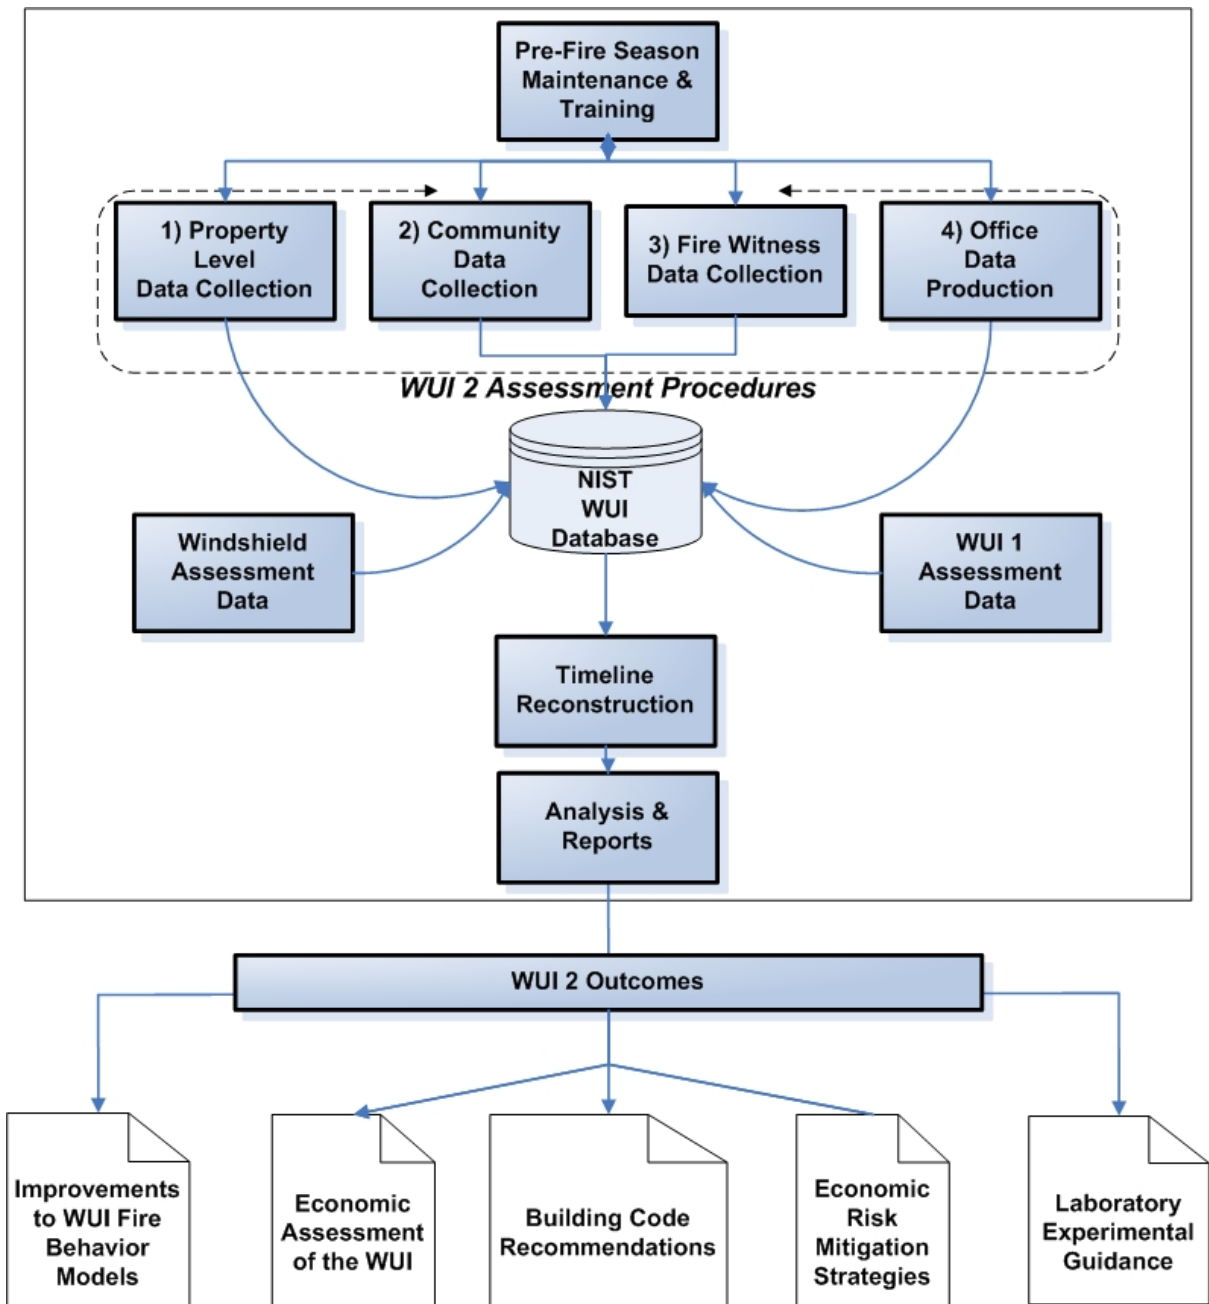 Pre-Fire Season
Maintenance &
Training
1) Property
Level
Data Collection
2) Community
Data
Collection
3) Fire Witness
Data Collection
4) Office
Data
Production
WUI 2 Assessment Procedures
NIST
WUI
Database
Windshield
Assessment
Data
WUI 1
Assessment
Data
Timeline
Reconstruction
Analysis &
Reports
WUI 2 Outcomes
Improvements
to WUI Fire
Behavior
Models
Economic
Assessment
of the WUI
Building Code
Recommendations
Economic
Risk
Mitigation
Strategies
Laboratory
Experimental
Guidance